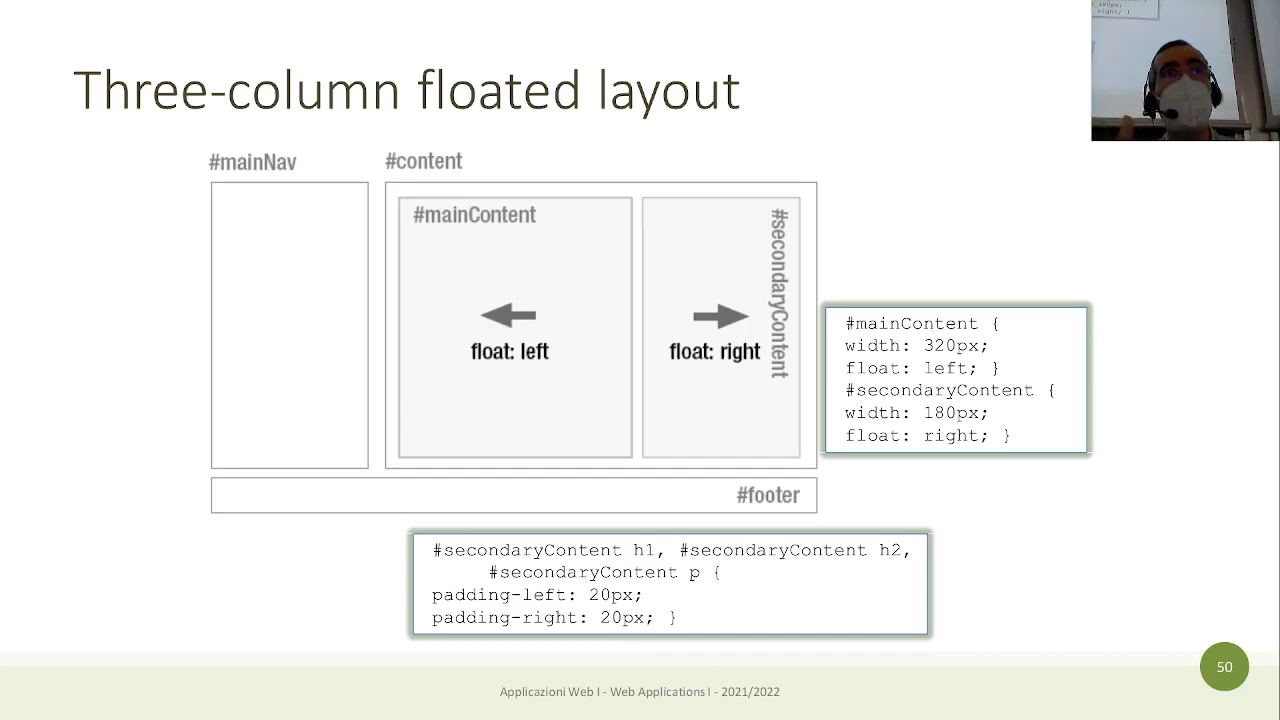 Three-column floated layout
#mainNav
#content
#mainContent
#secondaryContent
float: left
float: right
#footer
#mainContent {
width: 320px;
float: left; }
#secondaryContent {
width: 180px;
float: right; }
#secondaryContent h1, #secondaryContent h2,
#secondaryContent p {
padding-left: 20px;
padding-right: 20px; }
50
Applicazioni Web I - Web Applications I - 2021/2022